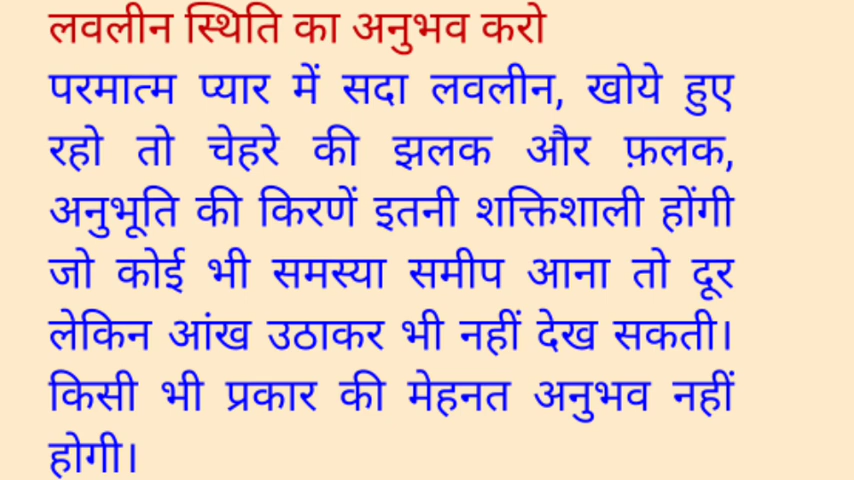 लवलीन स्थिति का अनुभव करो
परमात्म प्यार में सदा लवलीन, खोये हुए
रहो तो चेहरे की झलक और फ़लक,
अनुभूति की किरणें इतनी शक्तिशाली होंगी
जो कोई भी समस्या समीप आना तो दूर
लेकिन आंख उठाकर भी नहीं देख सकती।
किसी भी प्रकार की मेहनत अनुभव नहीं
होगी।